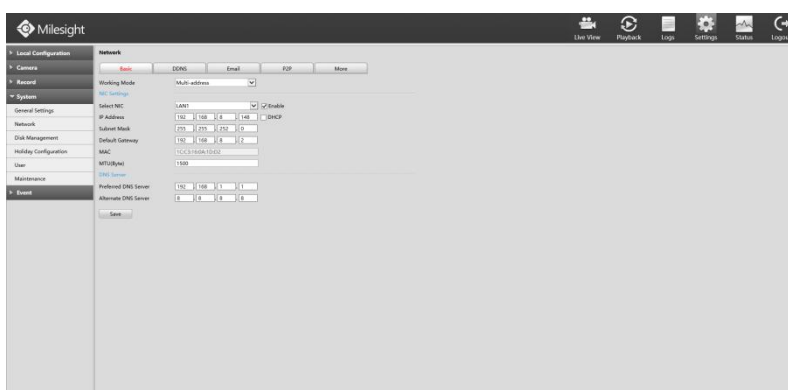 Milesight
Live View Playback Logs Settings Status Logou
Local Configuration
Camera
Record
System
General Settings
Network
Disk Management
Holiday Configuration
User
Maintenance
Event
Network
Basic DDNS Email P2P More
Working Mode Multi-address
NIC Settings
Select NIC LAN1 Enable
IP Address 192 . 168 . 8 . 148 DHCP
Subnet Mask 255 . 255 . 252 . 0
Default Gateway 192 . 168 . 8 . 2
MAC
MTU(Byte) 1500
DNS Server
Preferred DNS Server 192 . 168 . 1 . 1
Alternate DNS Server 8 . 8 . 8 . 8
Save